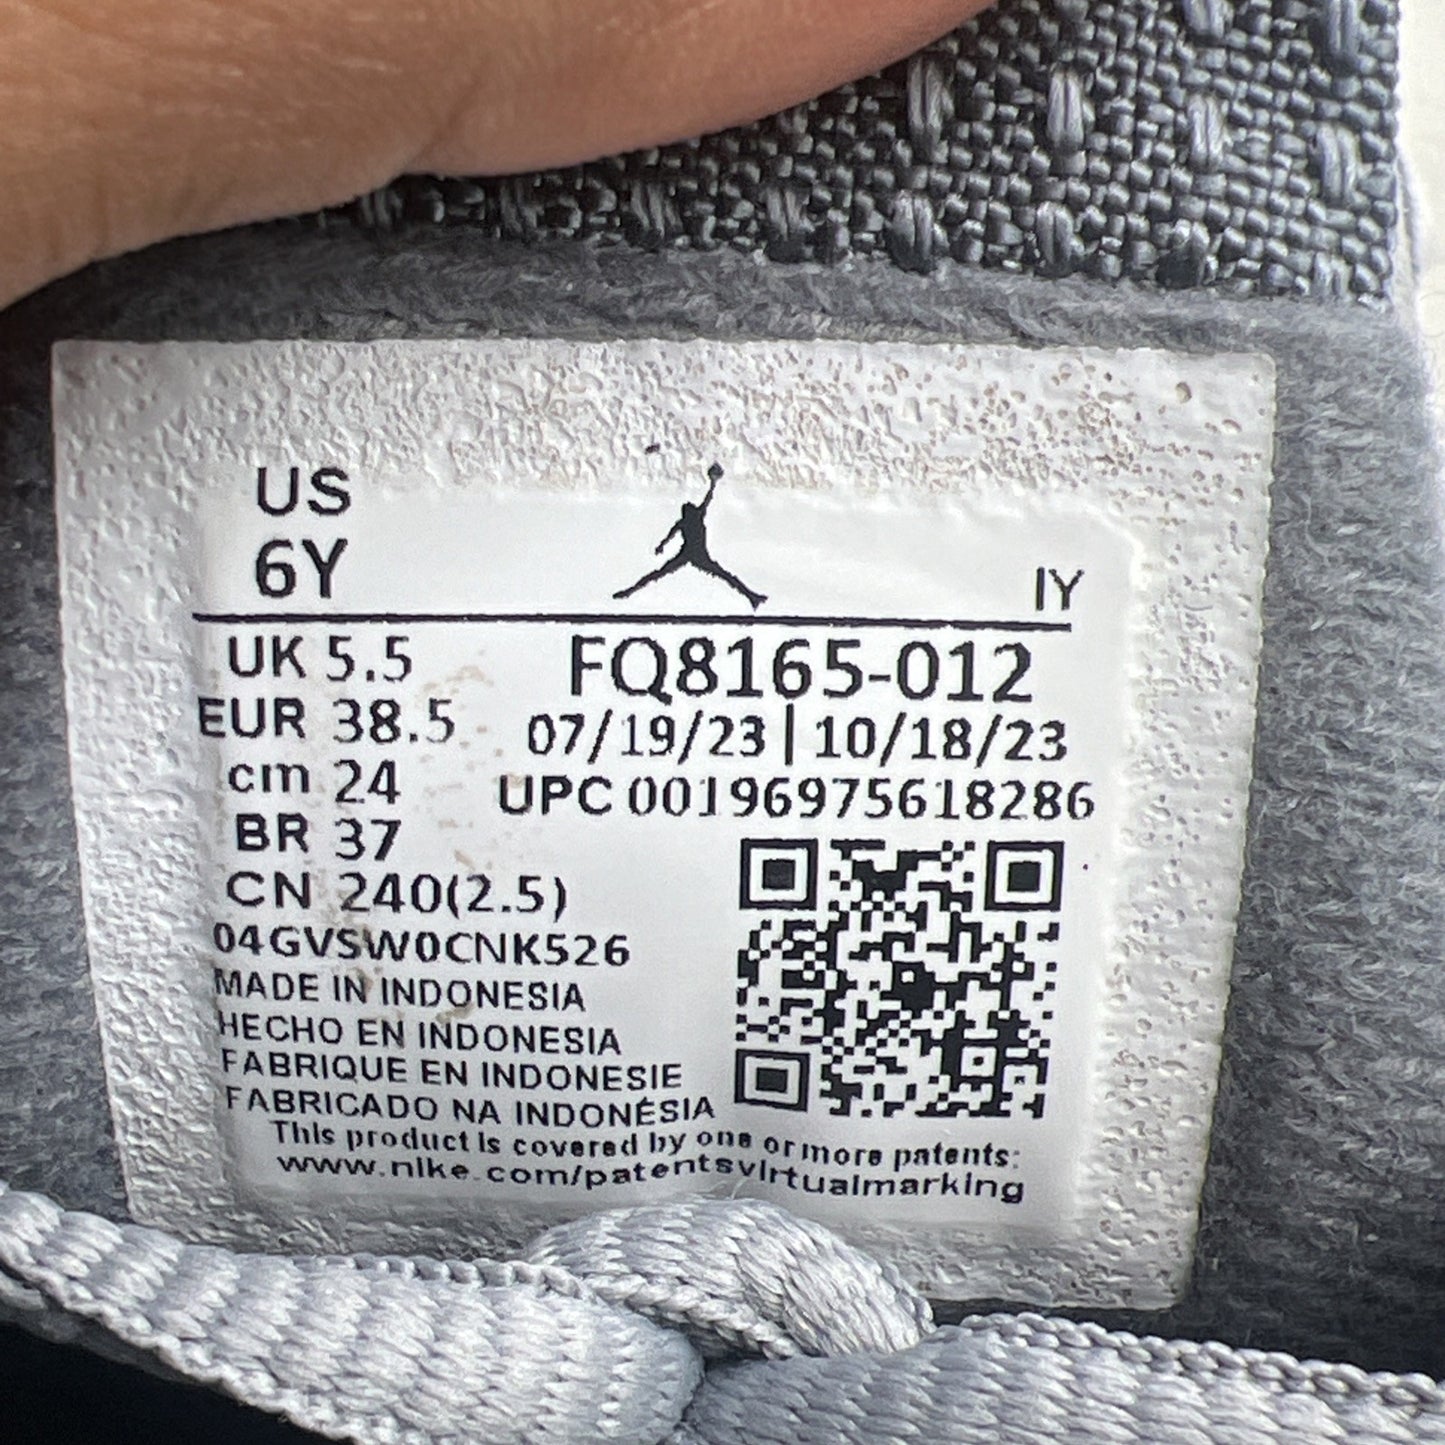 US
6Y
IY
UK 5.5
EUR 38.5
cm 24
BR 37
CN 240(2.5)
FQ8165-012
07/19/23 | 10/18/23
UPC 00196975618286
04GVSW0CNK526
MADE IN INDONESIA
HECHO EN INDONESIA
FABRIQUE EN INDONESIE
FABRICADO NA INDONÉSIA
This product is covered by one or more patents:
www.nike.com/patentsvirtualmarking